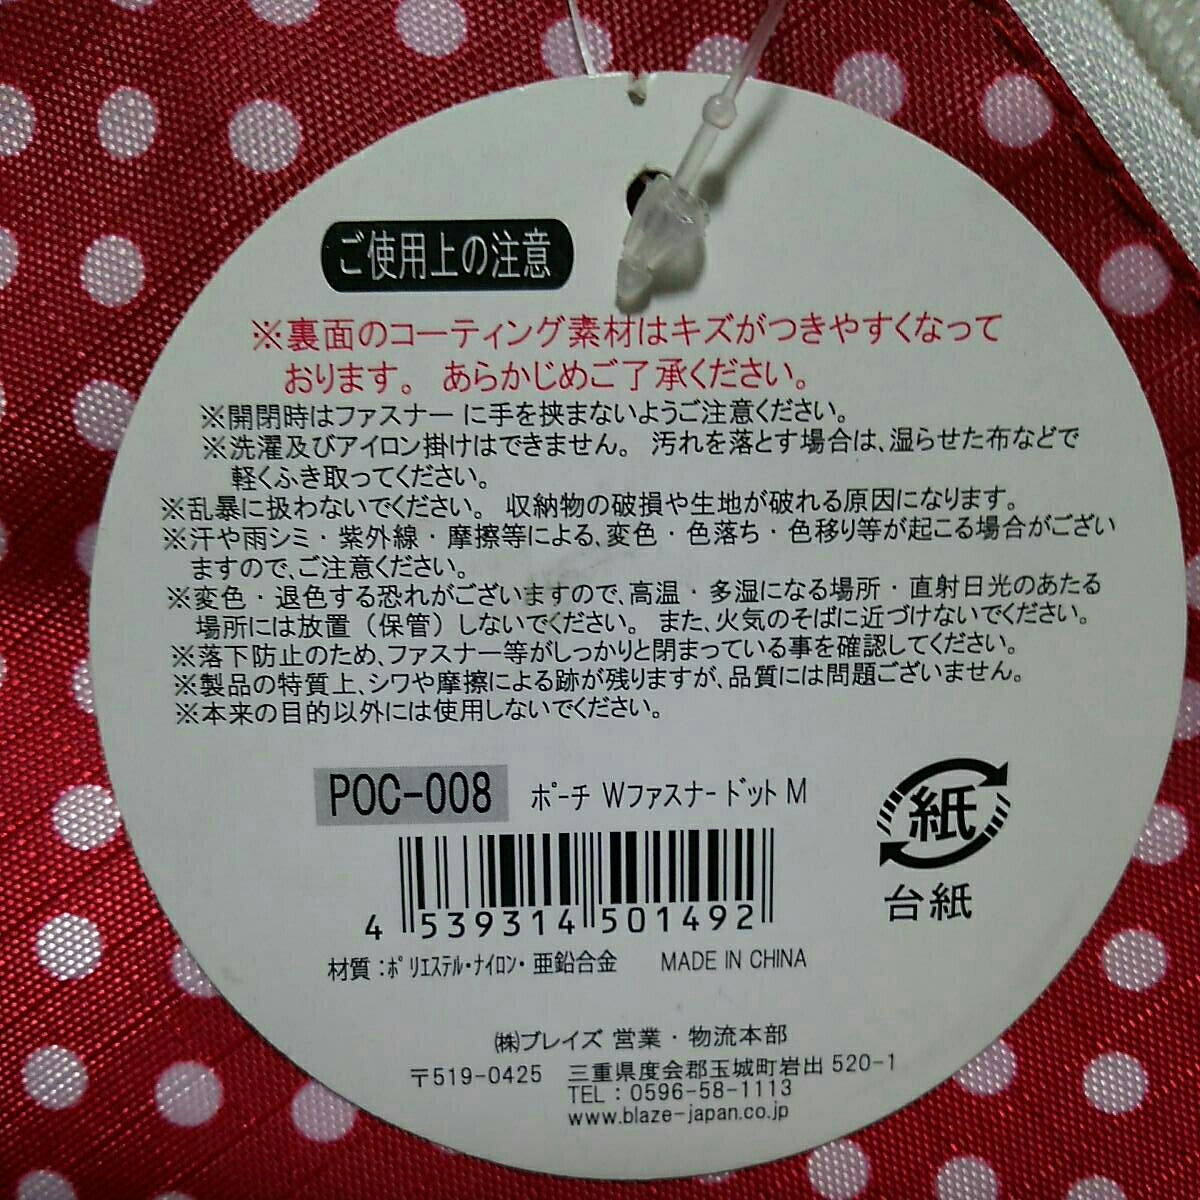 ご使用上の注意
※裏面のコーティング素材はキズがつきやすくなって
おります。 あらかじめご了承ください。
※開閉時はファスナー に手を挟まないようご注意ください。
※洗濯及びアイロン掛けはできません。 汚れを落とす場合は、湿らせた布などで
軽くふき取ってください。
※乱暴に扱わないでください。 収納物の破損や生地が破れる原因になります。
※汗や雨シミ・紫外線・摩擦等による、変色・色落ち・色移り等が起こる場合がござい
ますので、ご注意ください。
※変色・退色する恐れがございますので、高温・多湿になる場所・直射日光のあたる
場所には放置（保管）しないでください。 また、火気のそばに近づけないでください。
※落下防止のため、ファスナー等がしっかりと閉まっている事を確認してください。
※製品の特質上、シワや摩擦による跡が残りますが、品質には問題ございません。
※本来の目的以外には使用しないでください。
POC-008 ﾎﾟｰﾁ Wﾌｧｽﾅｰﾄﾞｯﾄ M
紙
台紙
4 539314 501492
材質：ﾎﾟﾘｴｽﾃﾙ・ﾅｲﾛﾝ・亜鉛合金 MADE IN CHINA
㈱ブレイズ 営業・物流本部
〒519-0425 三重県度会郡玉城町岩出 520-1
TEL：0596-58-1113
www.blaze-japan.co.jp